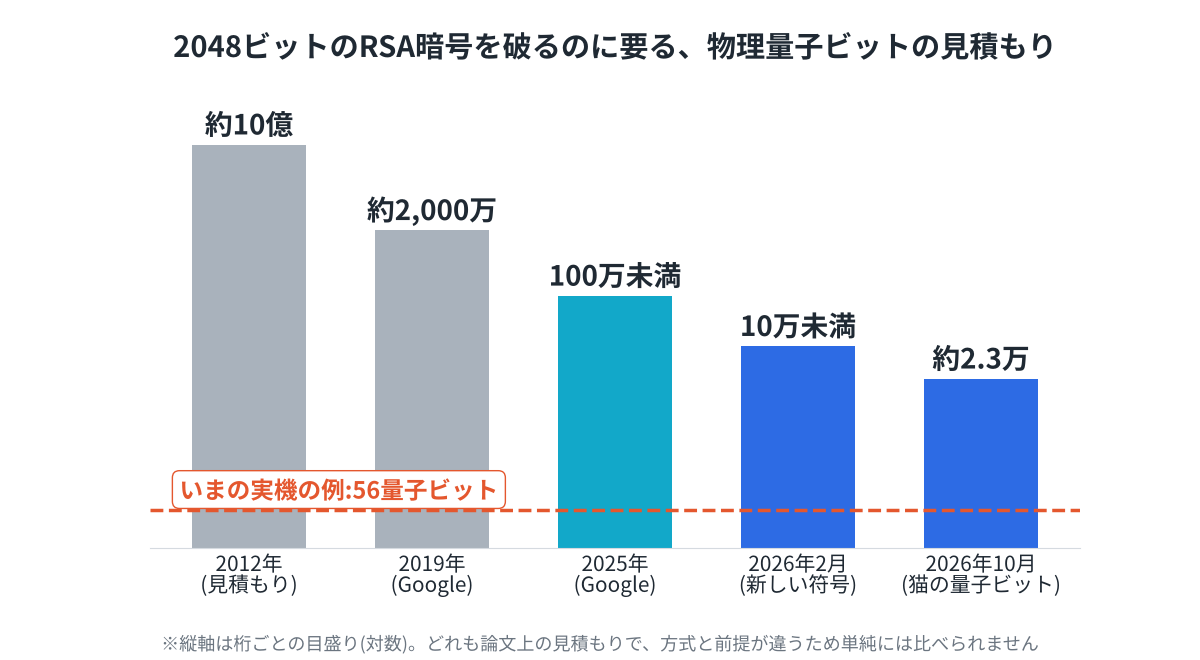 2048ビットのRSA暗号を破るのに要る、物理量子ビットの見積もり
約10億
約2,000万
100万未満
10万未満
約2.3万
いまの実機の例:56量子ビット
2012年
(見積もり)
2019年
(Google)
2025年
(Google)
2026年2月
(新しい符号)
2026年10月
(猫の量子ビット)
※縦軸は桁ごとの目盛り(対数)。どれも論文上の見積もりで、方式と前提が違うため単純には比べられません